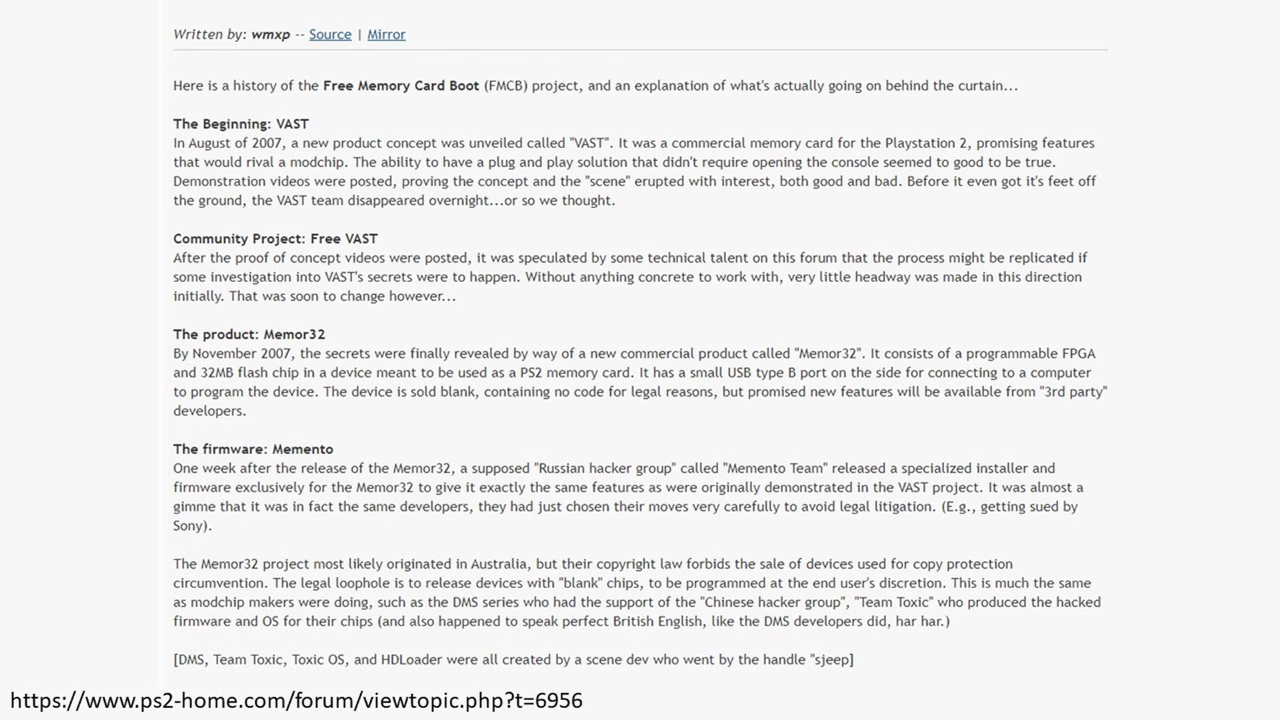 Written by: wmxp -- Source | Mirror
Here is a history of the Free Memory Card Boot (FMCB) project, and an explanation of what's actually going on behind the curtain...
The Beginning: VAST
In August of 2007, a new product concept was unveiled called "VAST". It was a commercial memory card for the Playstation 2, promising features
that would rival a modchip. The ability to have a plug and play solution that didn't require opening the console seemed to good to be true.
Demonstration videos were posted, proving the concept and the "scene" erupted with interest, both good and bad. Before it even got it's feet off
the ground, the VAST team disappeared overnight...or so we thought.
Community Project: Free VAST
After the proof of concept videos were posted, it was speculated by some technical talent on this forum that the process might be replicated if
some investigation into VAST's secrets were to happen. Without anything concrete to work with, very little headway was made in this direction
initially. That was soon to change however...
The product: Memor32
By November 2007, the secrets were finally revealed by way of a new commercial product called "Memor32". It consists of a programmable FPGA
and 32MB flash chip in a device meant to be used as a PS2 memory card. It has a small USB type B port on the side for connecting to a computer
to program the device. The device is sold blank, containing no code for legal reasons, but promised new features will be available from "3rd party"
developers.
The firmware: Memento
One week after the release of the Memor32, a supposed "Russian hacker group" called "Memento Team" released a specialized installer and
firmware exclusively for the Memor32 to give it exactly the same features as were originally demonstrated in the VAST project. It was almost a
gimme that it was in fact the same developers, they had just chosen their moves very carefully to avoid legal litigation. (E.g., getting sued by
Sony).
The Memor32 project most likely originated in Australia, but their copyright law forbids the sale of devices used for copy protection
circumvention. The legal loophole is to release devices with "blank" chips, to be programmed at the end user's discretion. This is much the same
as modchip makers were doing, such as the DMS series who had the support of the "Chinese hacker group", "Team Toxic" who produced the hacked
firmware and OS for their chips (and also happened to speak perfect British English, like the DMS developers did, har har.)
[DMS, Team Toxic, Toxic OS, and HDLoader were all created by a scene dev who went by the handle "sjeep]
https://www.ps2-home.com/forum/viewtopic.php?t=6956